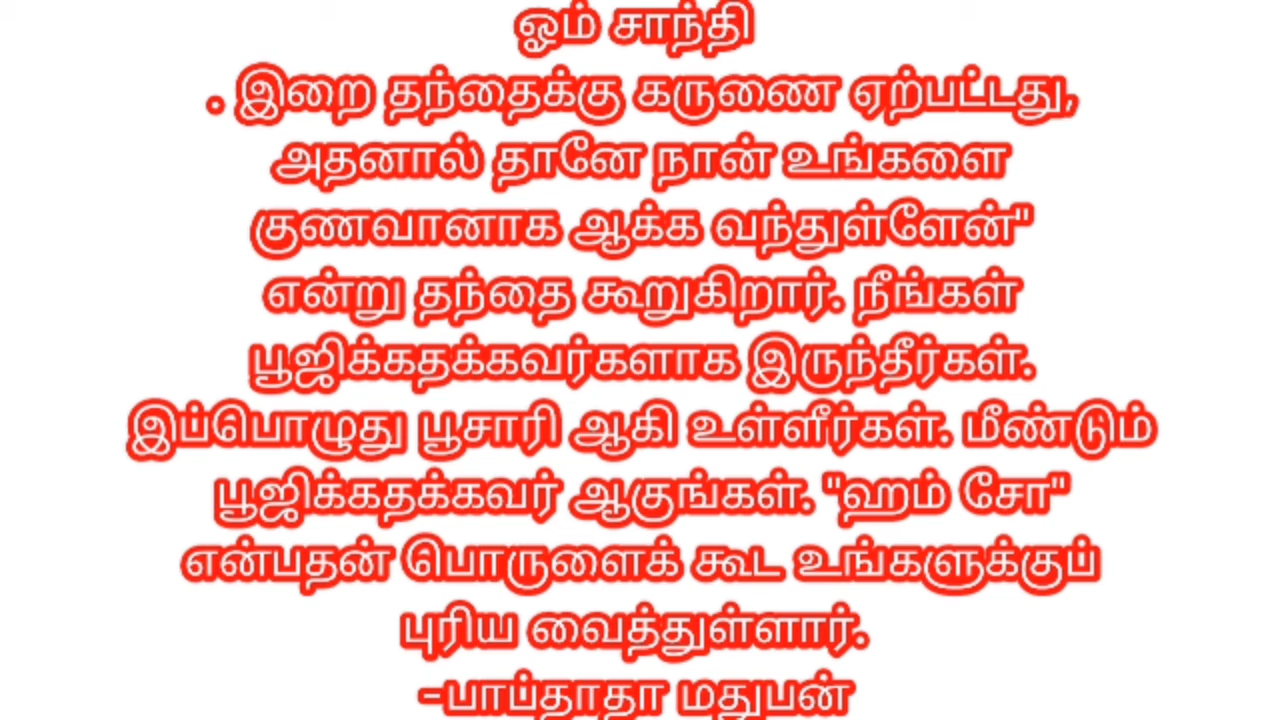 ஓம் சாந்தி
. இறை தந்தைக்கு கருணை ஏற்பட்டது,
அதனால் தானே நான் உங்களை
குணவானாக ஆக்க வந்துள்ளேன்"
என்று தந்தை கூறுகிறார். நீங்கள்
பூஜிக்கதக்கவர்களாக இருந்தீர்கள்.
இப்பொழுது பூசாரி ஆகி உள்ளீர்கள். மீண்டும்
பூஜிக்கதக்கவர் ஆகுங்கள். "ஹம் சோ"
என்பதன் பொருளைக் கூட உங்களுக்குப்
புரிய வைத்துள்ளார்.
-பாப்தாதா மதுபன்